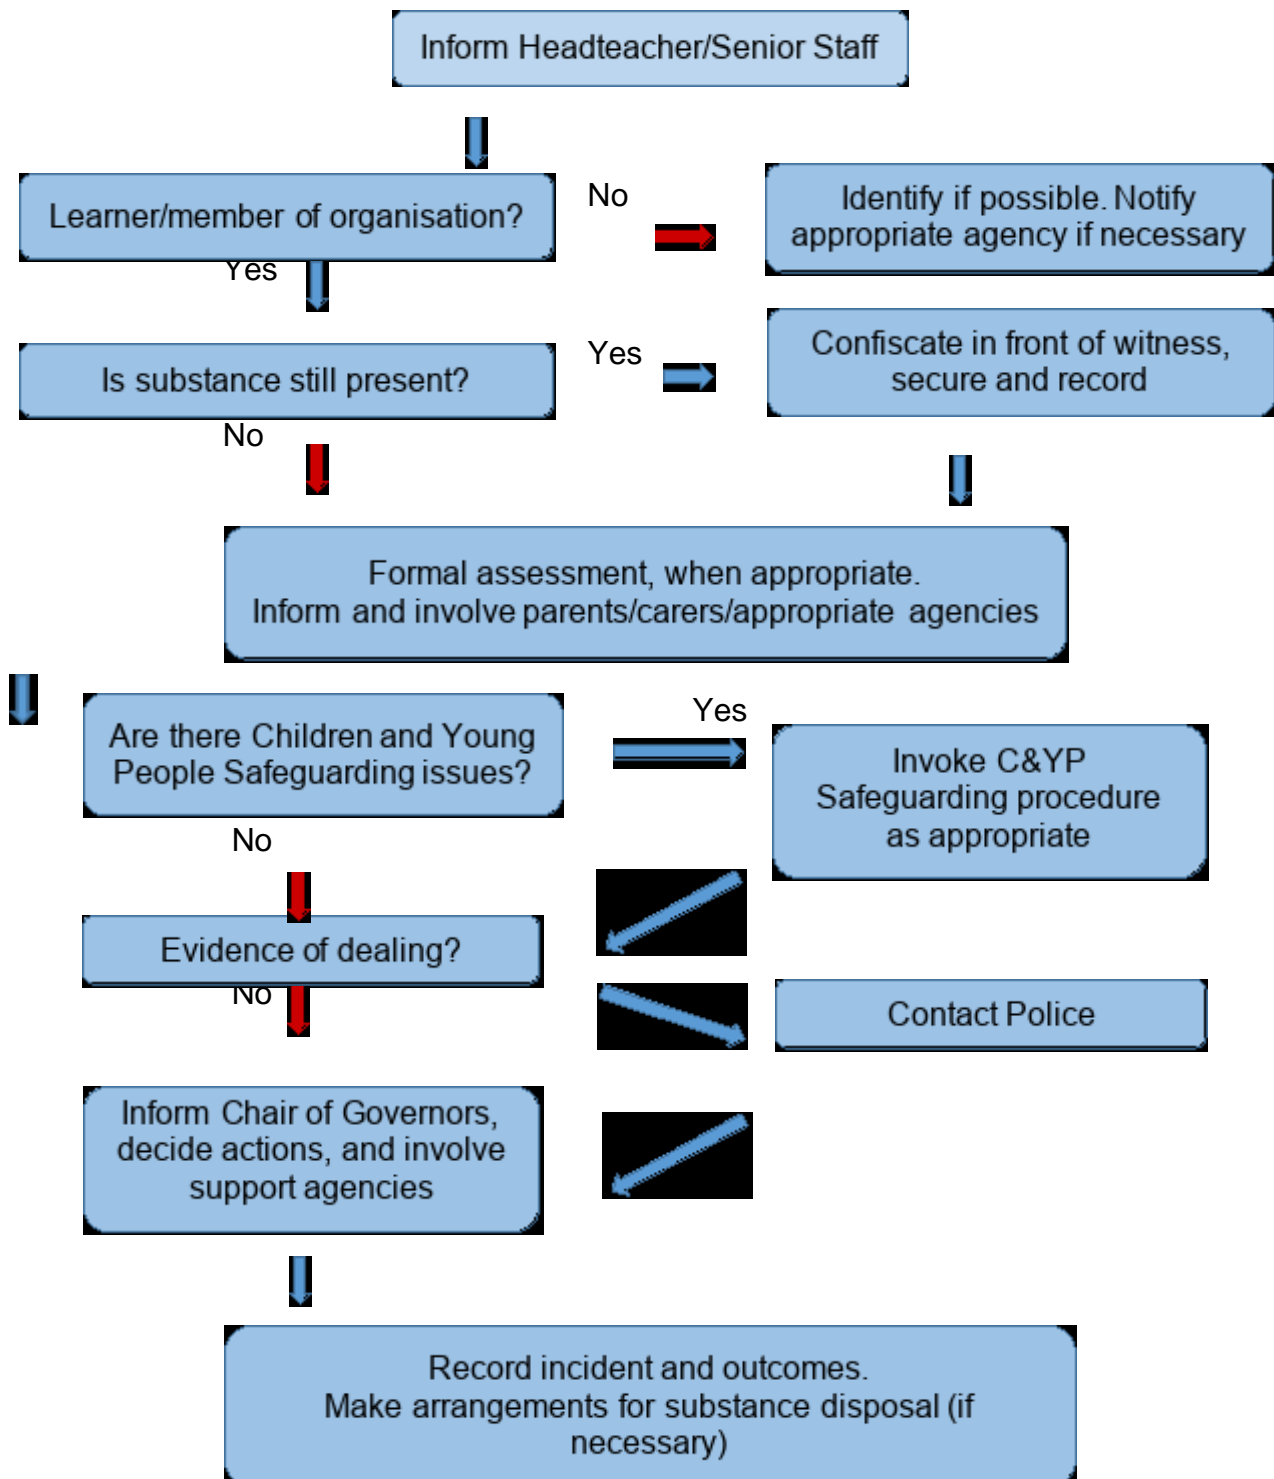 Inform Headteacher/Senior Staff
Learner/member of organisation?
No
Identify if possible. Notify
appropriate agency if necessary
Yes
Is substance still present?
Yes
Confiscate in front of witness,
secure and record
No
Formal assessment, when appropriate.
Inform and involve parents/carers/appropriate agencies
Are there Children and Young
People Safeguarding issues?
Yes
Invoke C&YP
Safeguarding procedure
as appropriate
No
Evidence of dealing?
No
Contact Police
Inform Chair of Governors,
decide actions, and involve
support agencies
Record incident and outcomes.
Make arrangements for substance disposal (if
necessary)